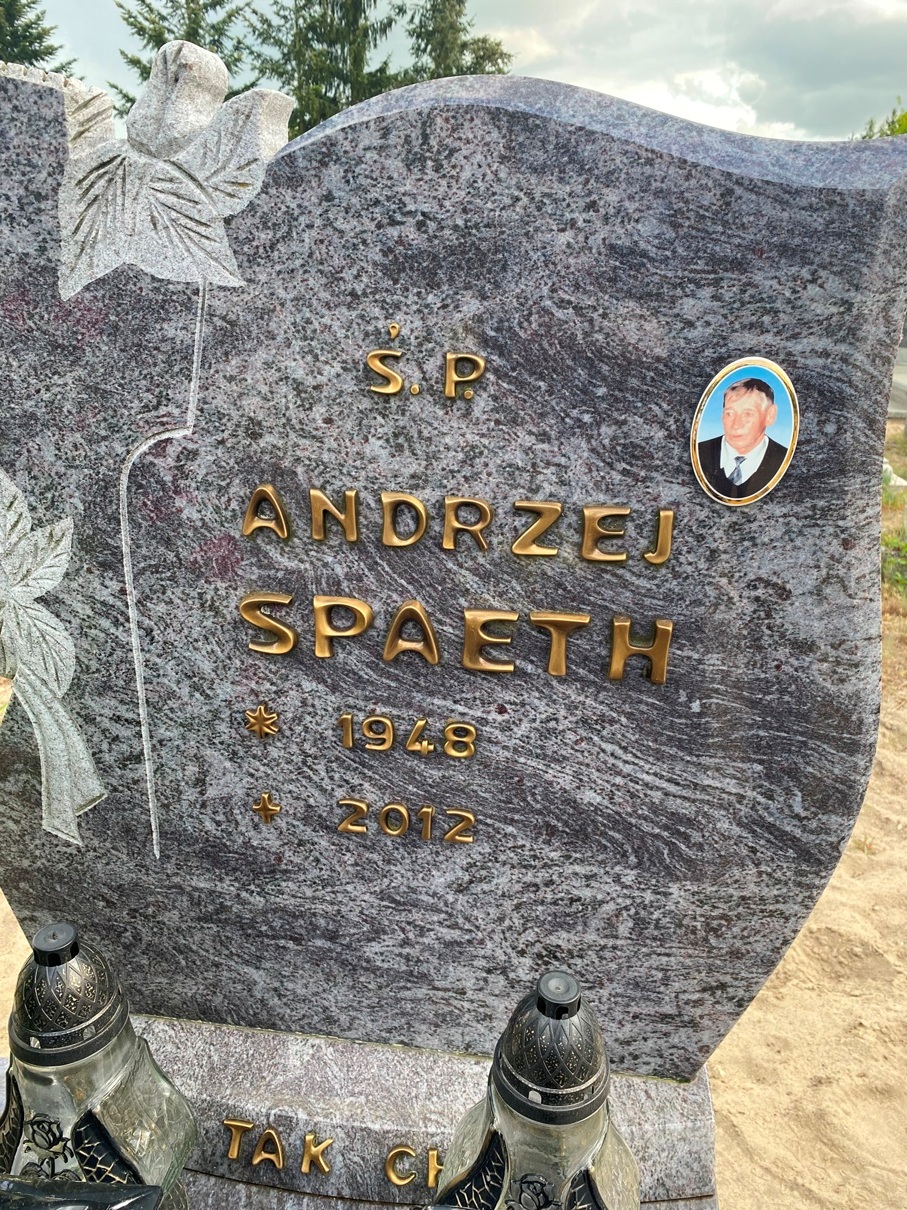 Ś. P.
ANDRZEJ
SPAETH
* 1948
+ 2012
TAK